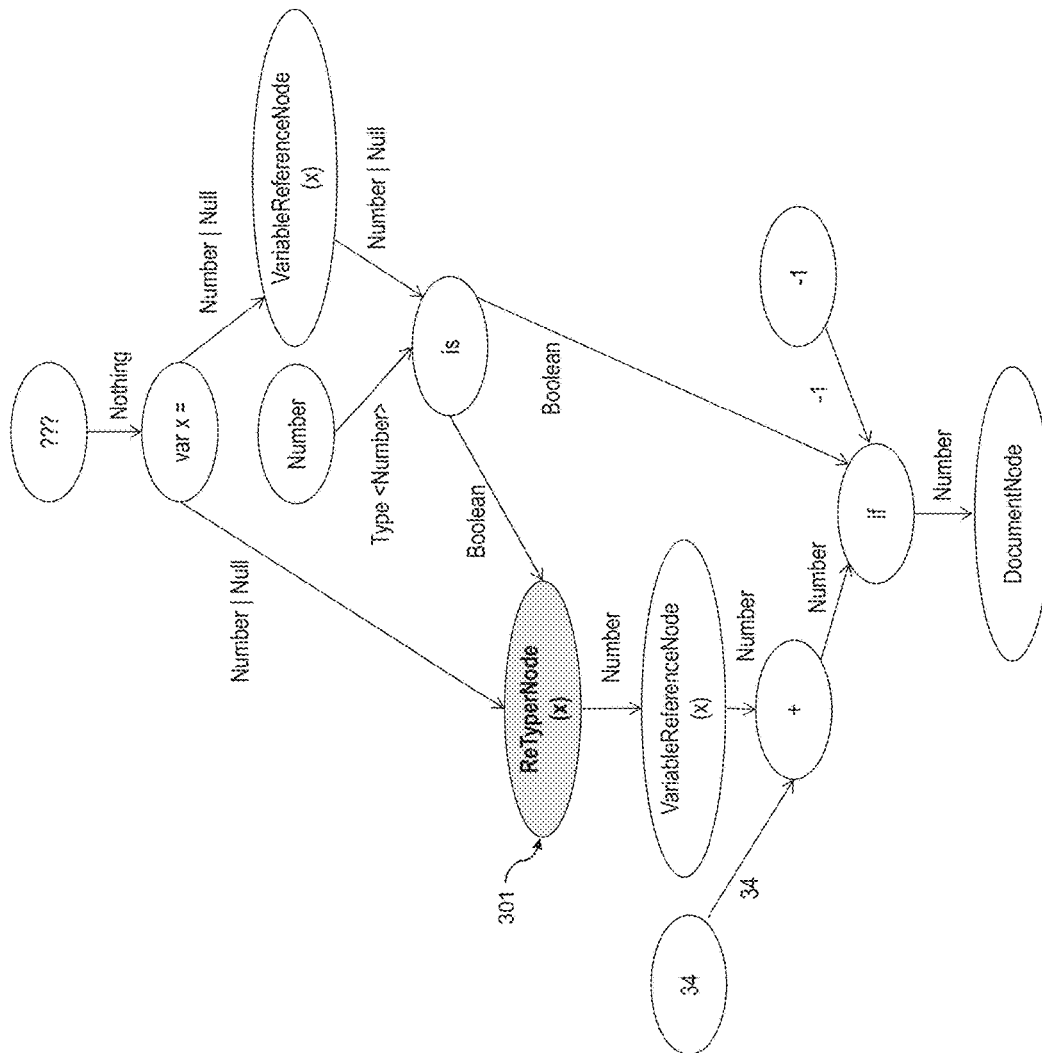 ???
Nothing
var x =
Number | Null
Number | Null
VariableReferenceNode
(x)
Number
Number | Null
Type <Number>
is
Boolean
Boolean
ReTyperNode
(x)
301
Number
VariableReferenceNode
(x)
Number
34
34
+
Number
-1
-1
if
Number
DocumentNode